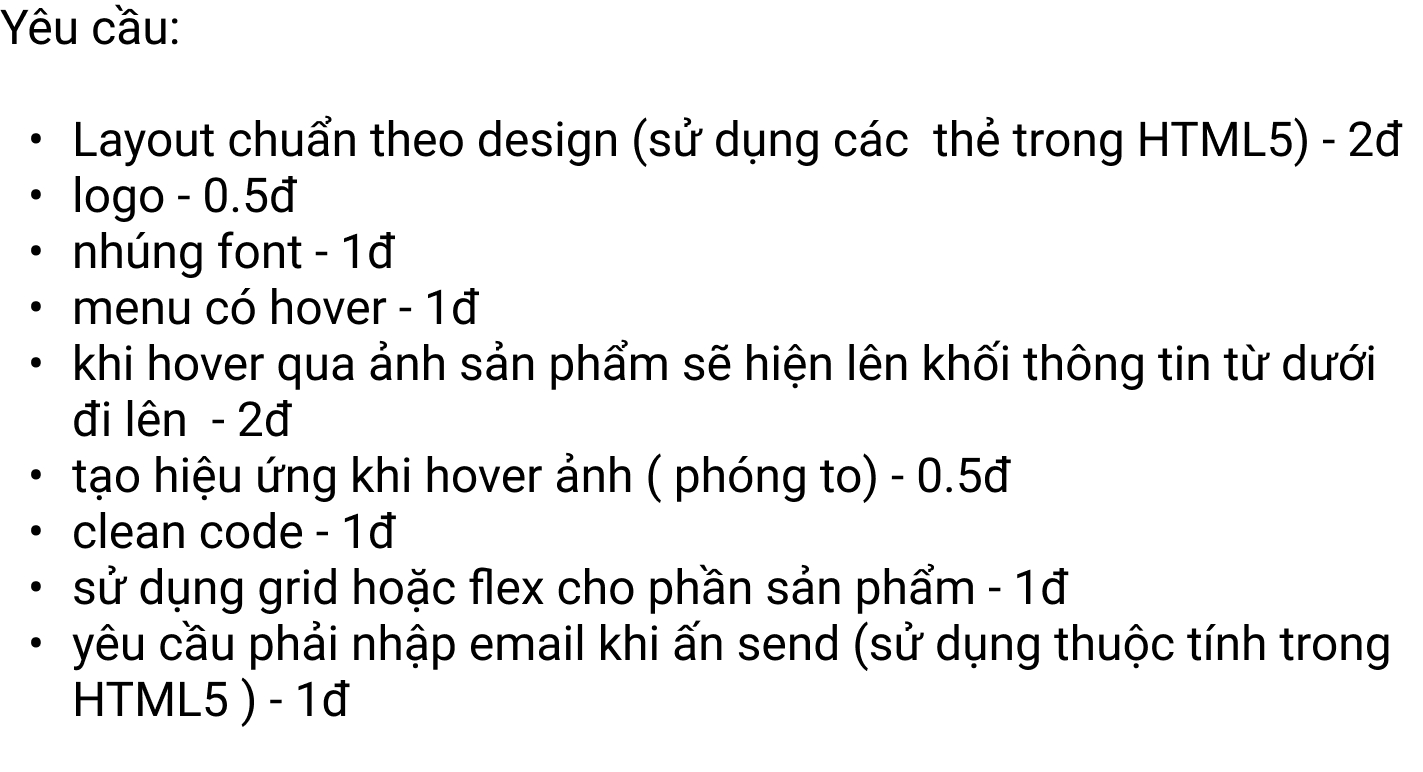 Yêu cầu:
• Layout chuẩn theo design (sử dụng các  thẻ trong HTML5) - 2đ
• logo - 0.5đ
• nhúng font - 1đ
• menu có hover - 1đ
• khi hover qua ảnh sản phẩm sẽ hiện lên khối thông tin từ dưới
đi lên  - 2đ
• tạo hiệu ứng khi hover ảnh ( phóng to) - 0.5đ
• clean code - 1đ
• sử dụng grid hoặc flex cho phần sản phẩm - 1đ
• yêu cầu phải nhập email khi ấn send (sử dụng thuộc tính trong
HTML5 ) - 1đ